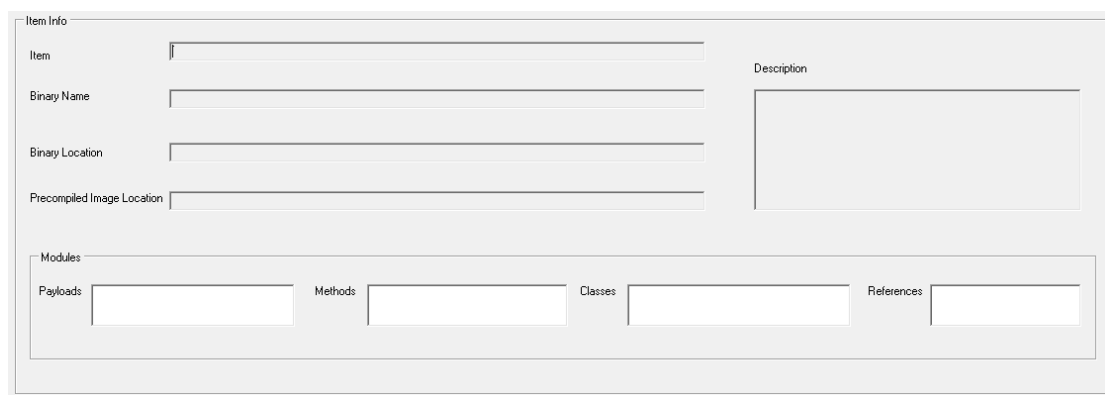 Item Info
Item
Description
Binary Name
Binary Location
Precompiled Image Location
Modules
Payloads Methods Classes References